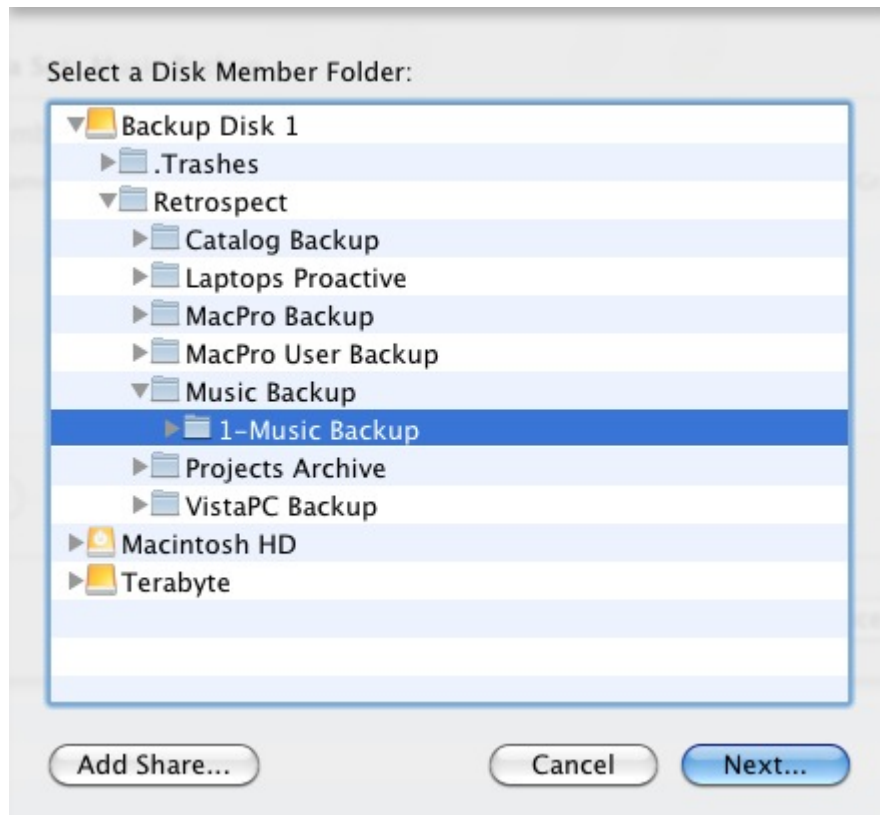 Select a Disk Member Folder:
Backup Disk 1
.Trashes
Retrospect
Catalog Backup
Laptops Proactive
MacPro Backup
MacPro User Backup
Music Backup
1-Music Backup
Projects Archive
VistaPC Backup
Macintosh HD
Terabyte
Add Share... Cancel Next...